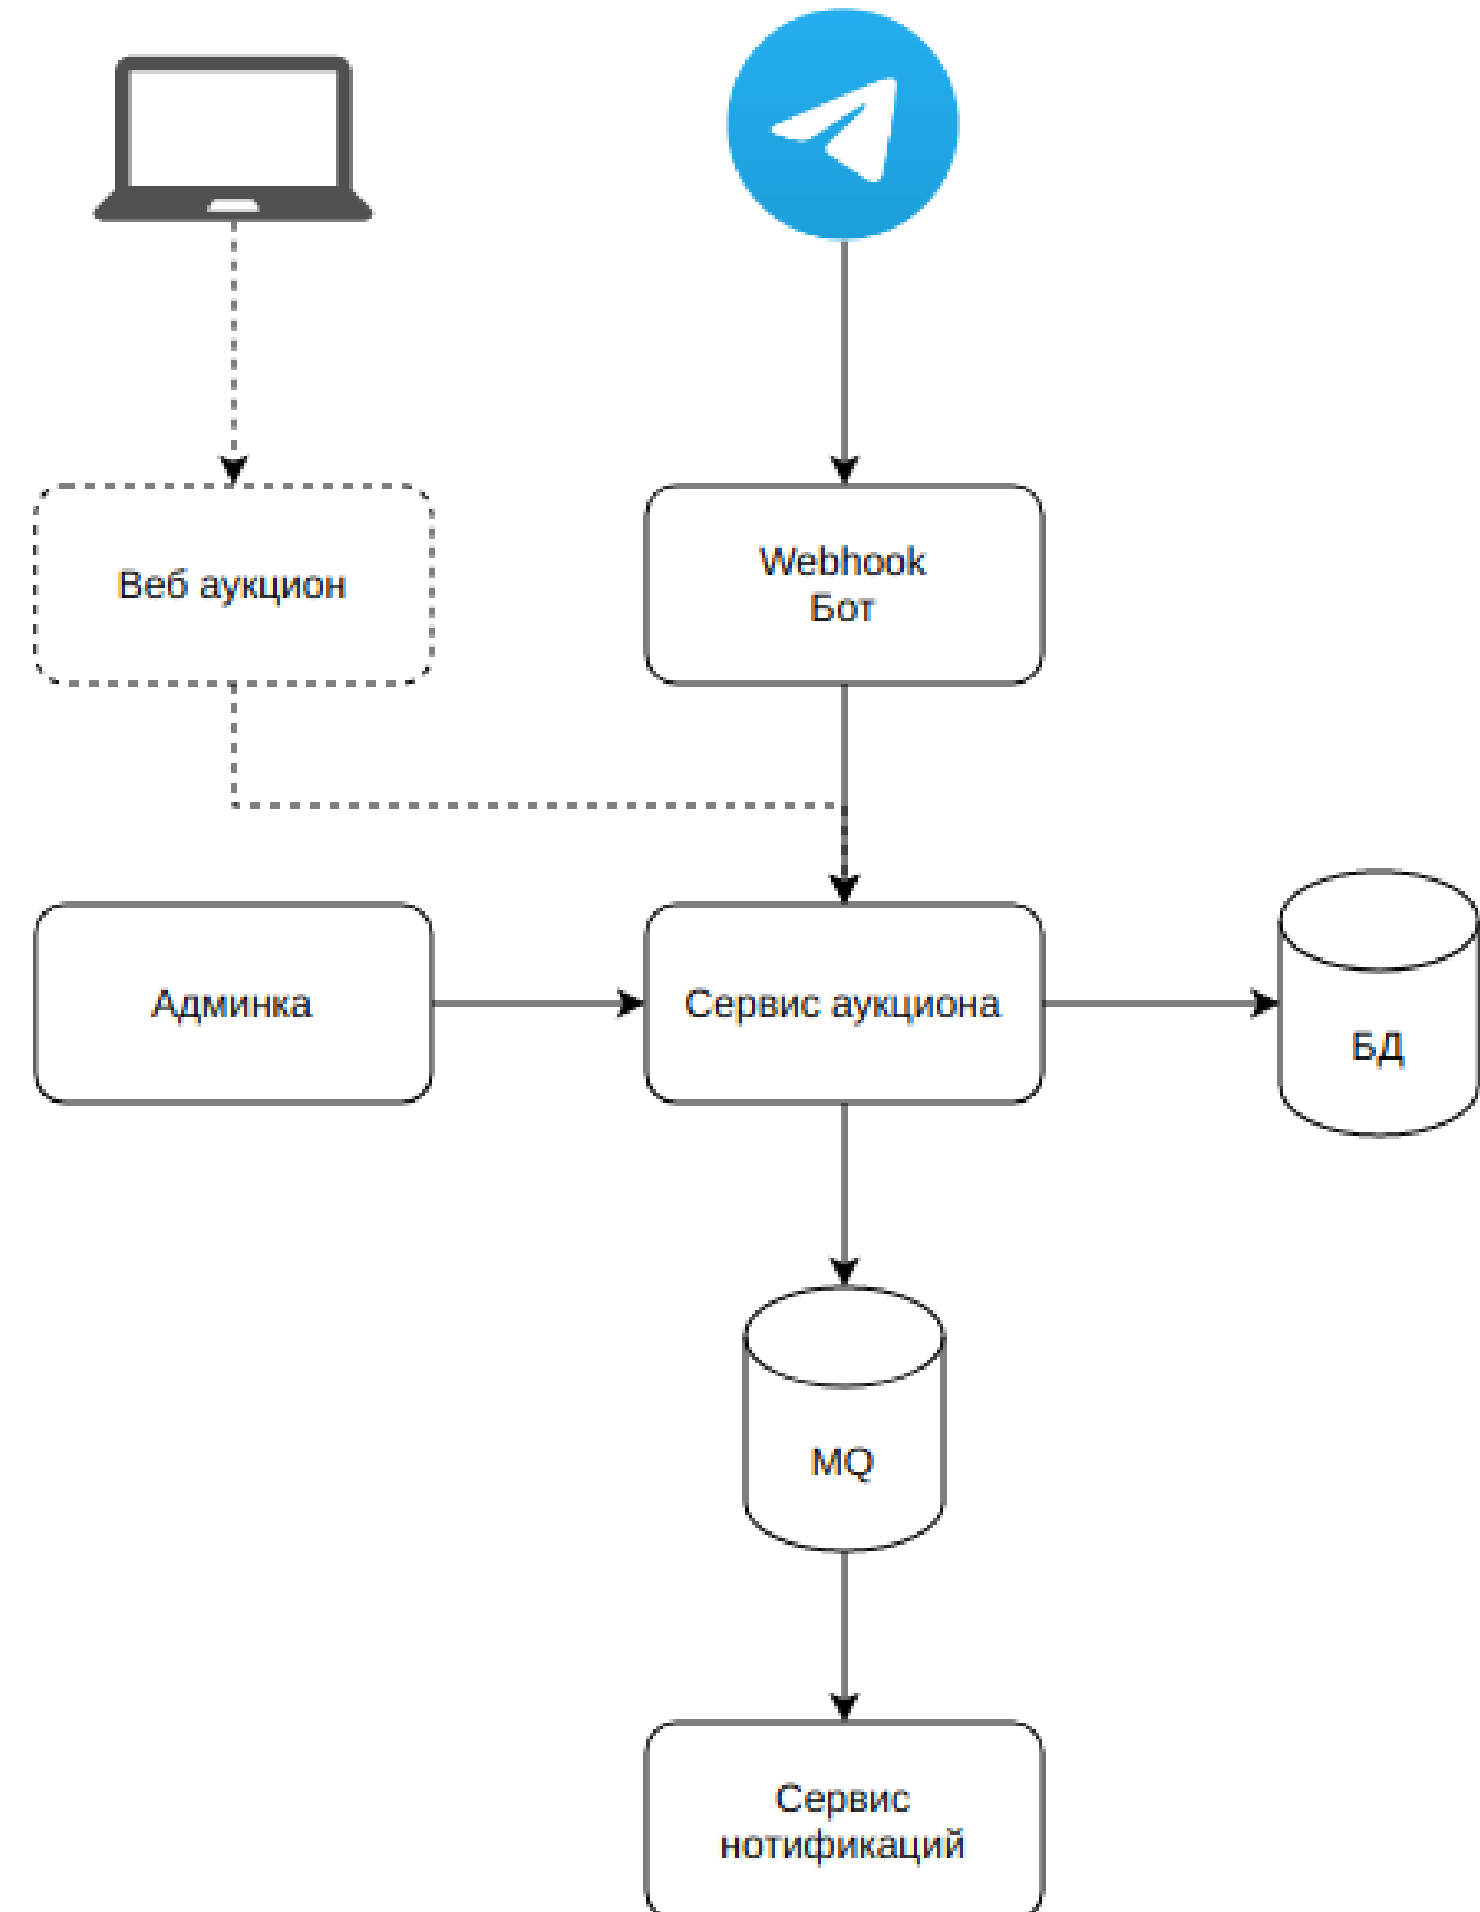 Веб аукцион
Webhook
Бот
Админка
Сервис аукциона
БД
MQ
Сервис
нотификаций